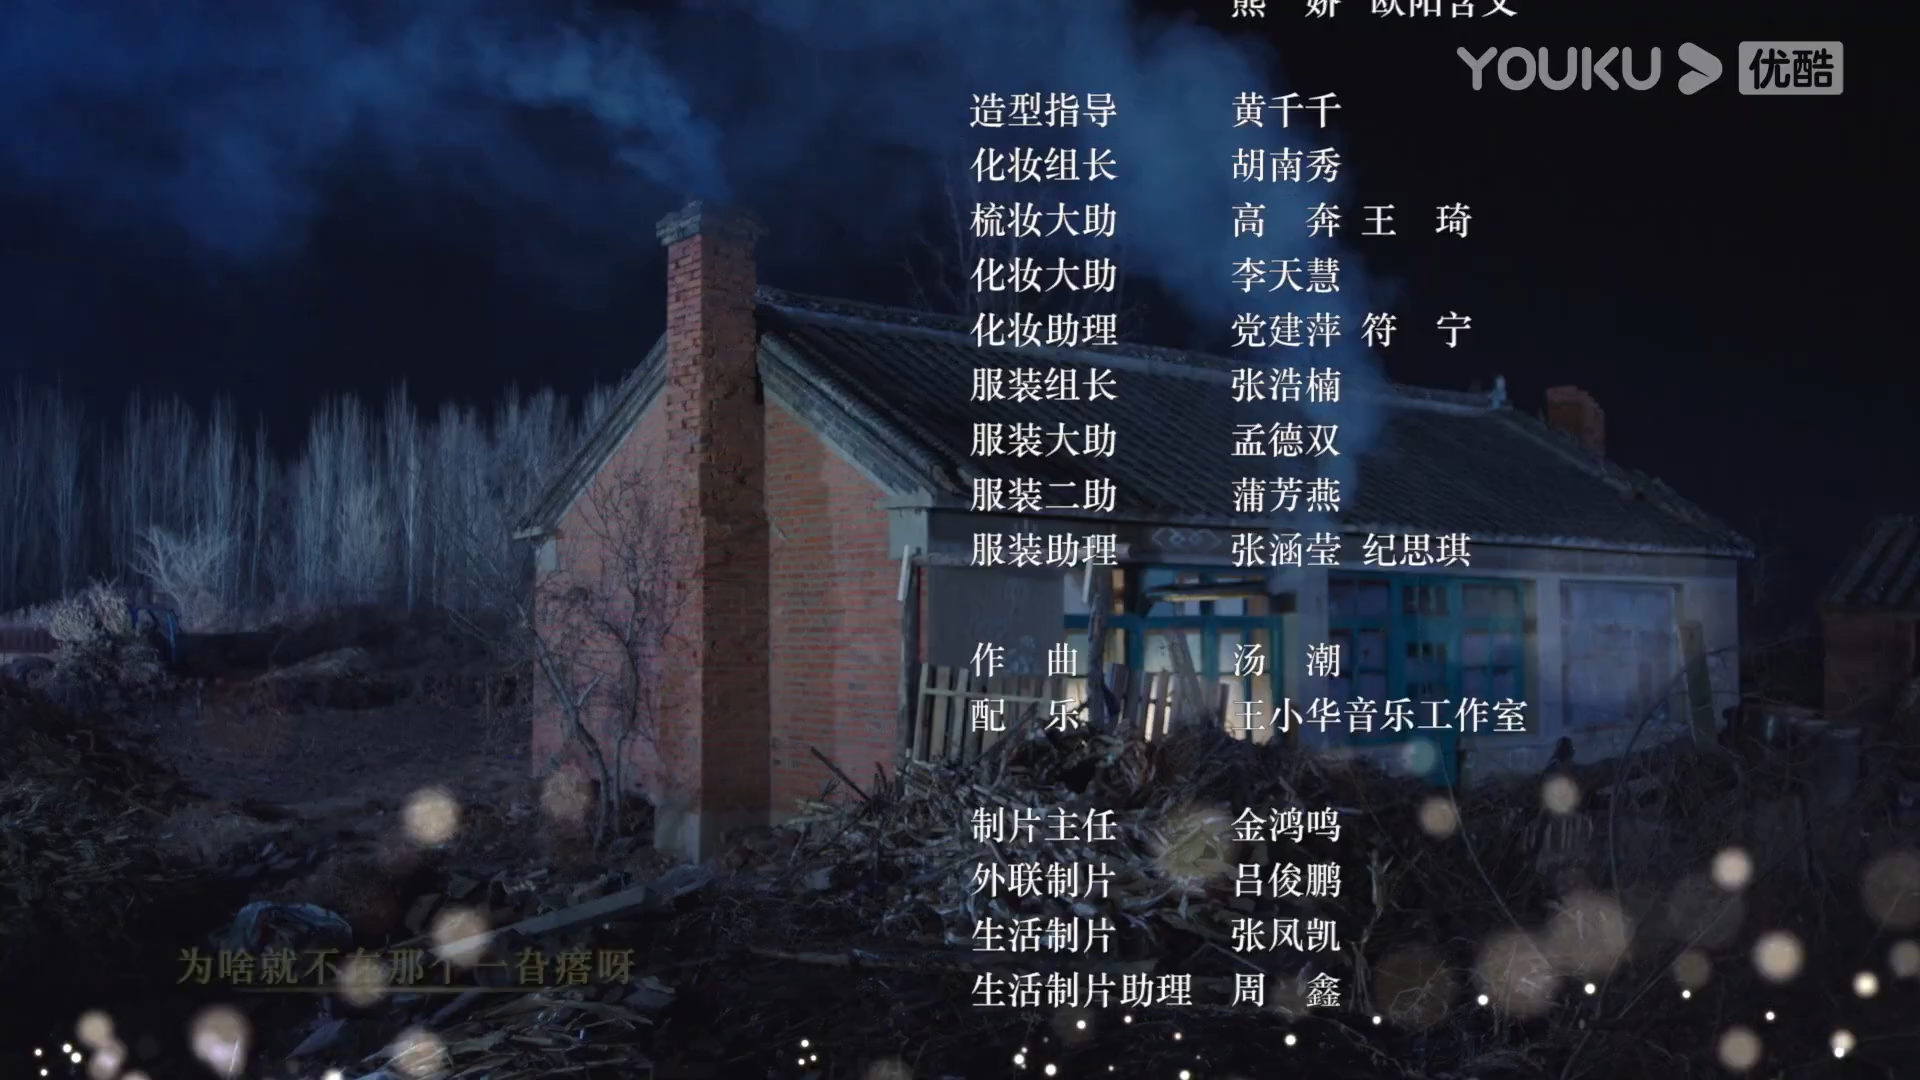 熊 娇 欧阳含文
YOUKU 优酷
造型指导 黄千千
化妆组长 胡南秀
梳妆大助 高 奔 王 琦
化妆大助 李天慧
化妆助理 党建萍 符 宁
服装组长 张浩楠
服装大助 孟德双
服装二助 蒲芳燕
服装助理 张涵莹 纪思琪
作 曲 汤 潮
配 乐 王小华音乐工作室
制片主任 金鸿鸣
外联制片 吕俊鹏
生活制片 张凤凯
为啥就不在那个一旮瘩呀
生活制片助理 周 鑫